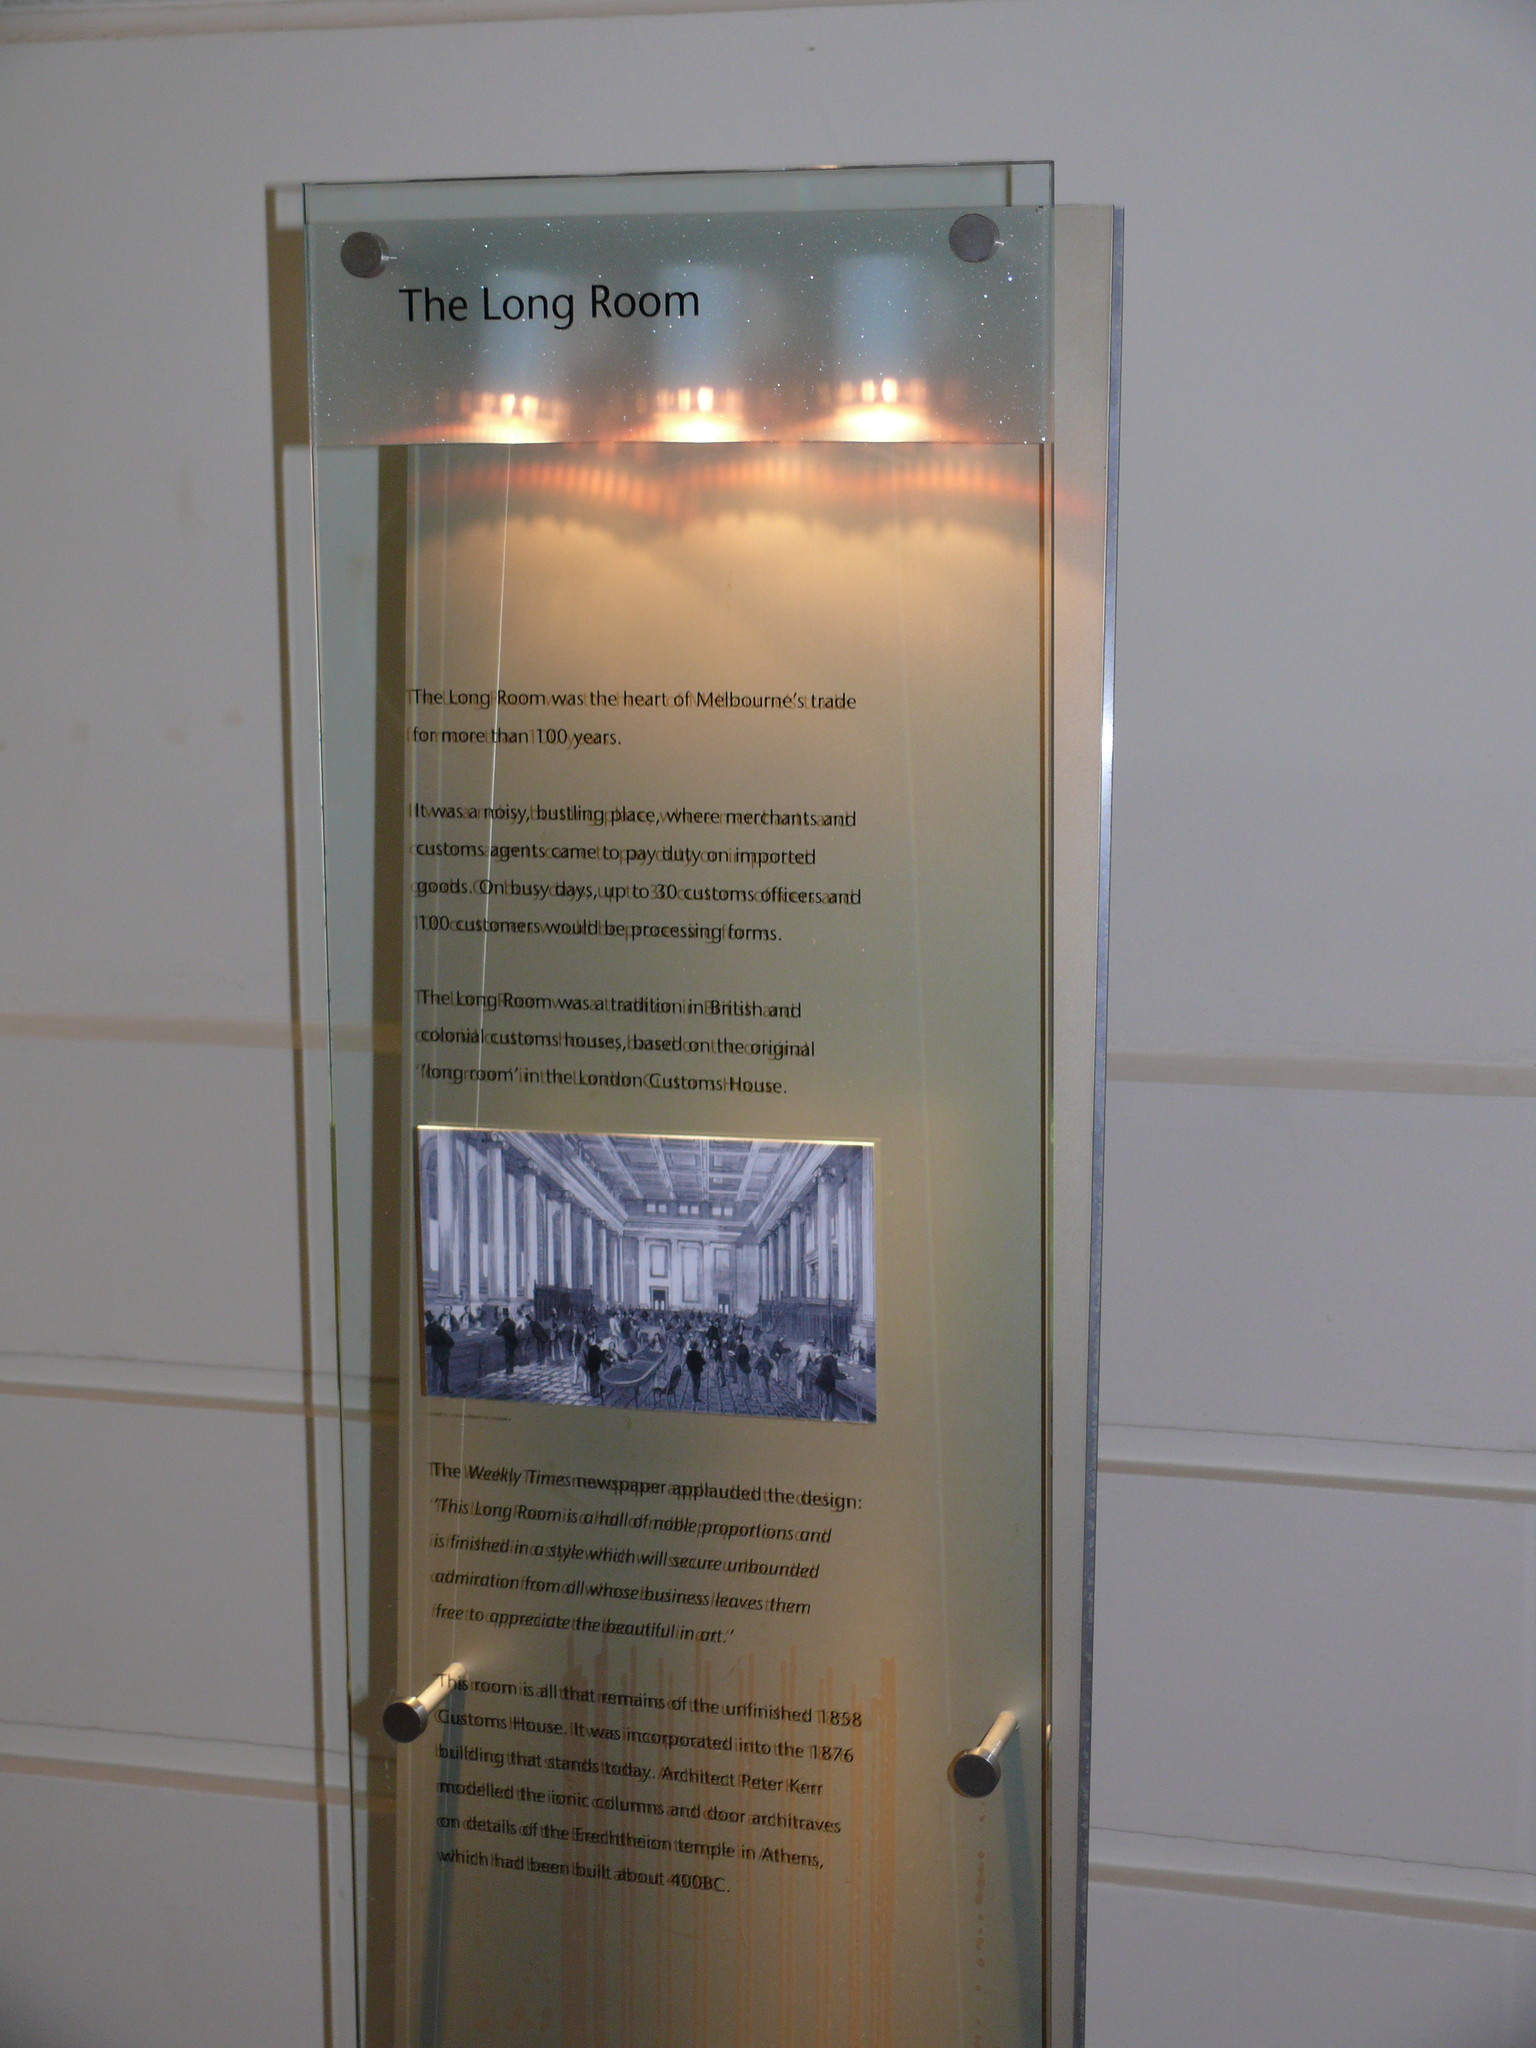 The Long Room
The Long Room was the heart of Melbourne's trade
for more than 100 years.
It was a noisy, bustling place, where merchants and
customs agents came to pay duty on imported
goods. On busy days, up to 30 customs officers and
100 customers would be processing forms.
The Long Room was a tradition in British and
colonial customs houses, based on the original
'long room' in the London Customs House.
The Weekly Times newspaper applauded the design:
'This Long Room is a hall of noble proportions and
is finished in a style which will secure unbounded
admiration from all whose business leaves them
free to appreciate the beautiful in art.'
This room is all that remains of the unfinished 1858
Customs House. It was incorporated into the 1876
building that stands today. Architect Peter Kerr
modelled the ionic columns and door architraves
on details of the Erechtheion temple in Athens,
which had been built about 400BC.